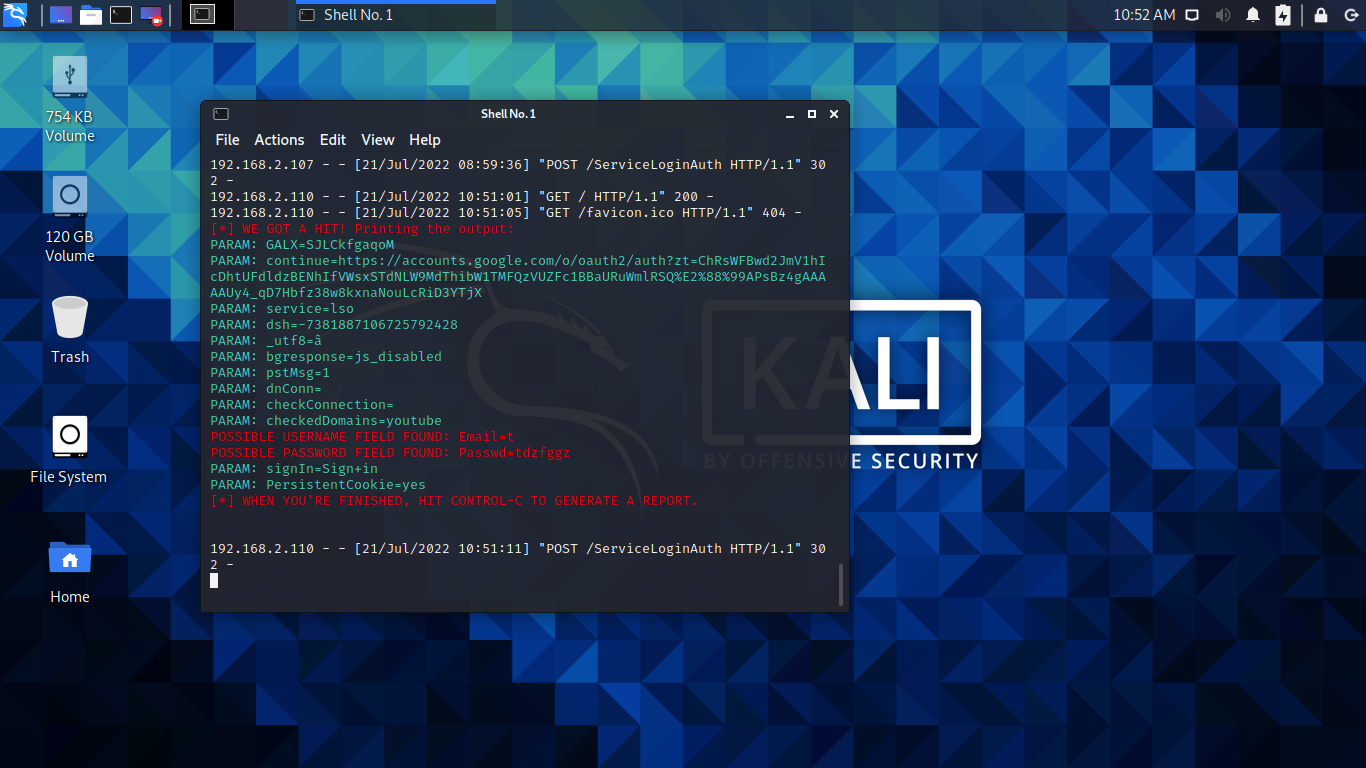 Shell No. 1
10:52 AM
754 KB
Volume
120 GB
Volume
Trash
File System
Home
Shell No. 1
File Actions Edit View Help
192.168.2.107 - - [21/Jul/2022 08:59:36] "POST /ServiceLoginAuth HTTP/1.1" 30
2 -
192.168.2.110 - - [21/Jul/2022 10:51:01] "GET / HTTP/1.1" 200 -
192.168.2.110 - - [21/Jul/2022 10:51:05] "GET /favicon.ico HTTP/1.1" 404 -
[*] WE GOT A HIT! Printing the output:
PARAM: GALX=SJLCkfgaqoM
PARAM: continue=https://accounts.google.com/o/oauth2/auth?zt=ChRsWFBwd2JmV1hI
cDhtUFdldzBENhIfVWsxSTdNLW9MdThibW1TMFQzVUZFc1BBaURuWmlRSQ%E2%88%99APsBz4gAAA
AAUy4_qD7Hbfz38w8kxnaNouLcRiD3YTjX
PARAM: service=lso
PARAM: dsh=-7381887106725792428
PARAM: _utf8=â
PARAM: bgresponse=js_disabled
PARAM: pstMsg=1
PARAM: dnConn=
PARAM: checkConnection=
PARAM: checkedDomains=youtube
POSSIBLE USERNAME FIELD FOUND: Email=t
POSSIBLE PASSWORD FIELD FOUND: Passwd=tdzfggz
PARAM: signIn=Sign+in
PARAM: PersistentCookie=yes
[*] WHEN YOU'RE FINISHED, HIT CONTROL-C TO GENERATE A REPORT.
192.168.2.110 - - [21/Jul/2022 10:51:11] "POST /ServiceLoginAuth HTTP/1.1" 30
2 -
KALI
BY OFFENSIVE SECURITY